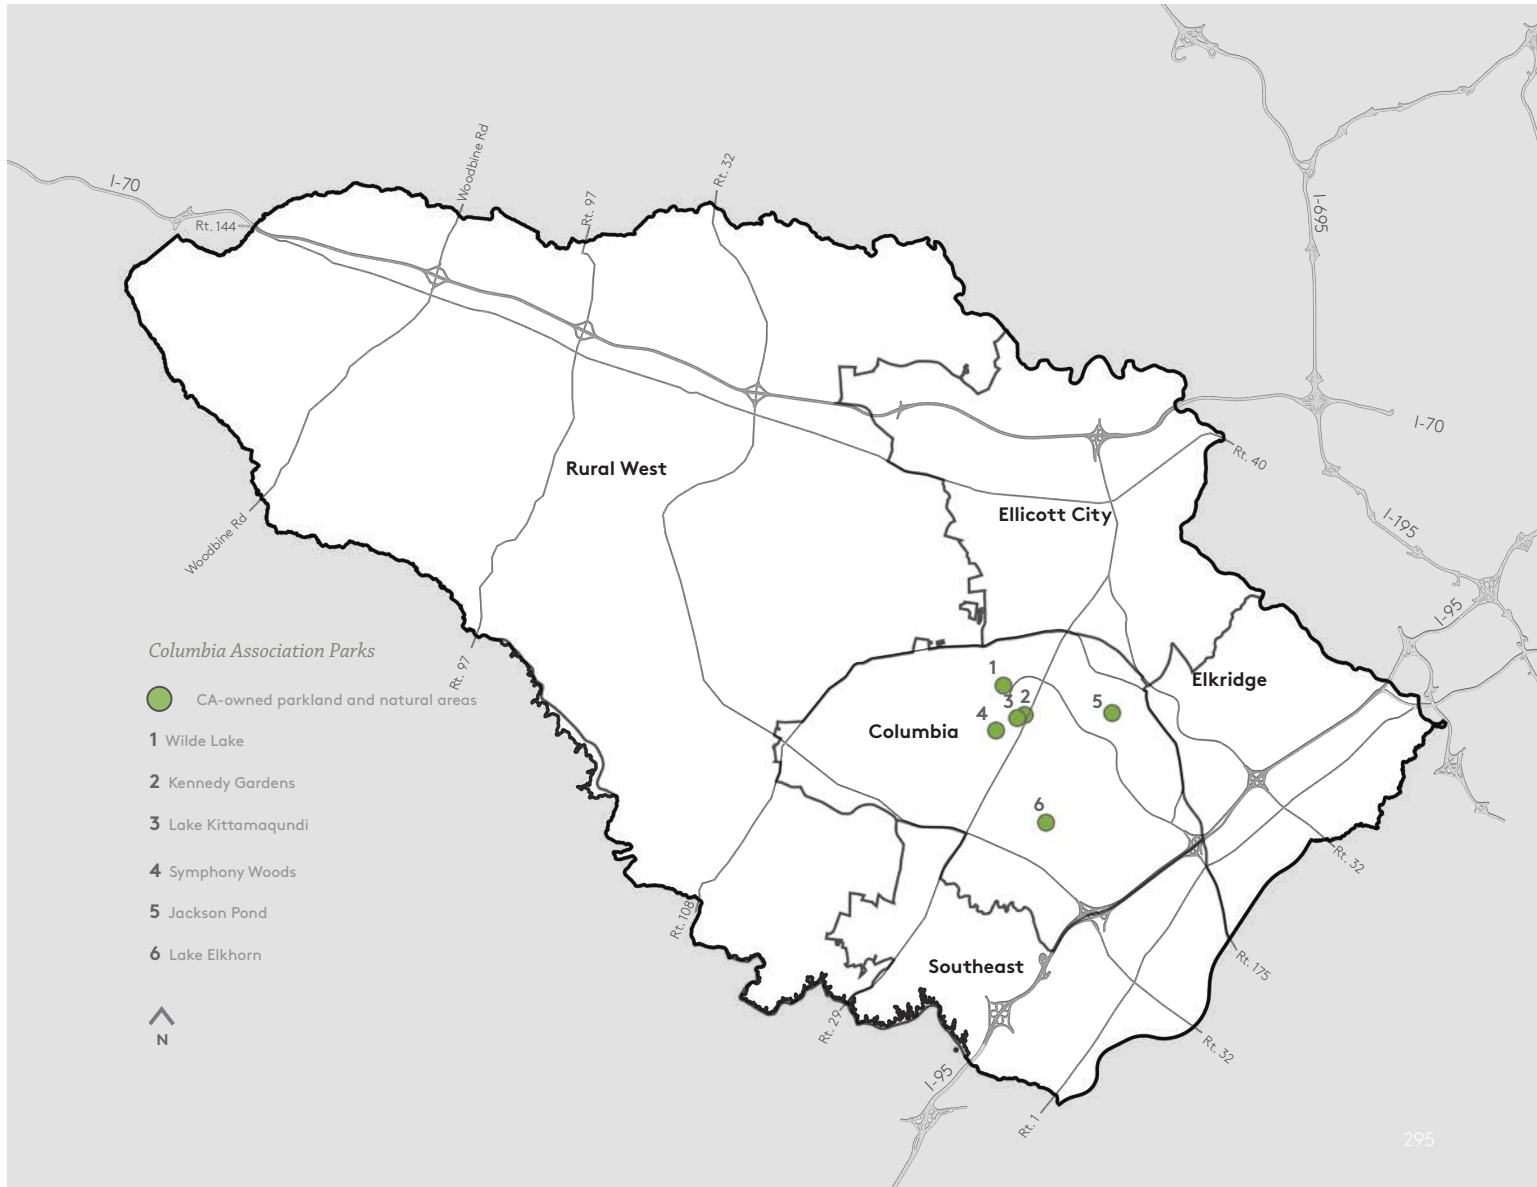 I-70
Rt. 144
Woodbine Rd
Rt. 97
Rt. 32
I-695
I-70
Rt. 40
I-195
I-95
Rural West
Ellicott City
Woodbine Rd
Rt. 97
Elkridge
Columbia
1
2
3
4
5
6
Columbia Association Parks
CA-owned parkland and natural areas
1 Wilde Lake
2 Kennedy Gardens
3 Lake Kittamaqundi
4 Symphony Woods
5 Jackson Pond
6 Lake Elkhorn
N
Rt. 108
Southeast
Rt. 32
Rt. 175
Rt. 29
Rt. 32
I-95
Rt. 1
295